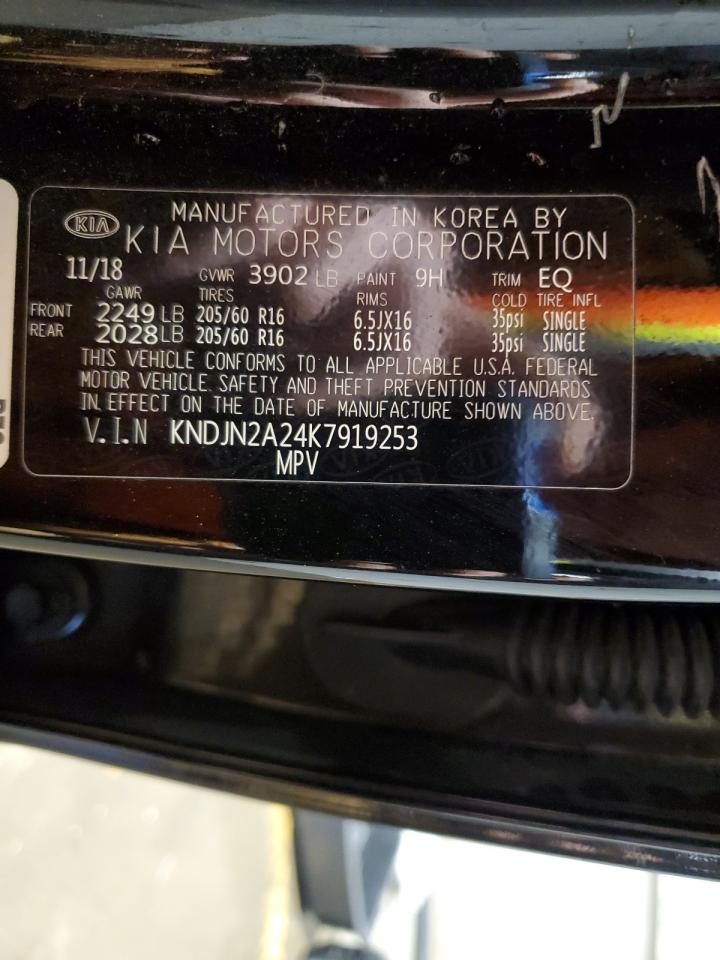 KIA MANUFACTURED IN KOREA BY
KIA MOTORS CORPORATION
11/18 GVWR 3902 LB PAINT 9H TRIM EQ
GAWR TIRES RIMS COLD TIRE INFL
FRONT 2249 LB 205/60 R16 6.5JX16 35psi SINGLE
REAR 2028 LB 205/60 R16 6.5JX16 35psi SINGLE
THIS VEHICLE CONFORMS TO ALL APPLICABLE U.S.A. FEDERAL
MOTOR VEHICLE SAFETY AND THEFT PREVENTION STANDARDS
IN EFFECT ON THE DATE OF MANUFACTURE SHOWN ABOVE.
V.I.N KNDJN2A24K7919253
MPV